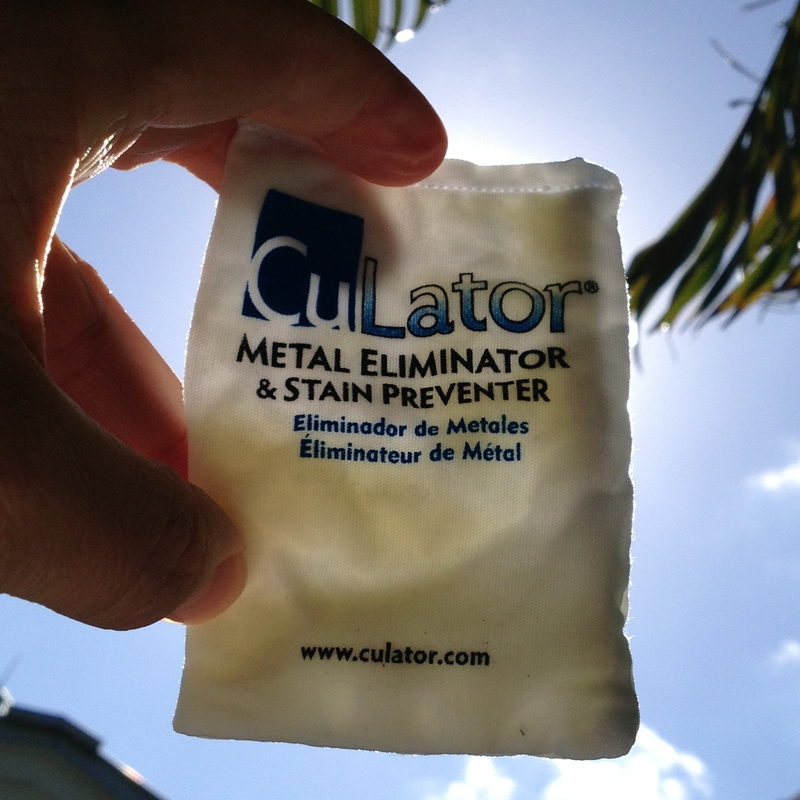 CuLator®
METAL ELIMINATOR
& STAIN PREVENTER
Eliminador de Metales
Éliminateur de Métal
www.culator.com